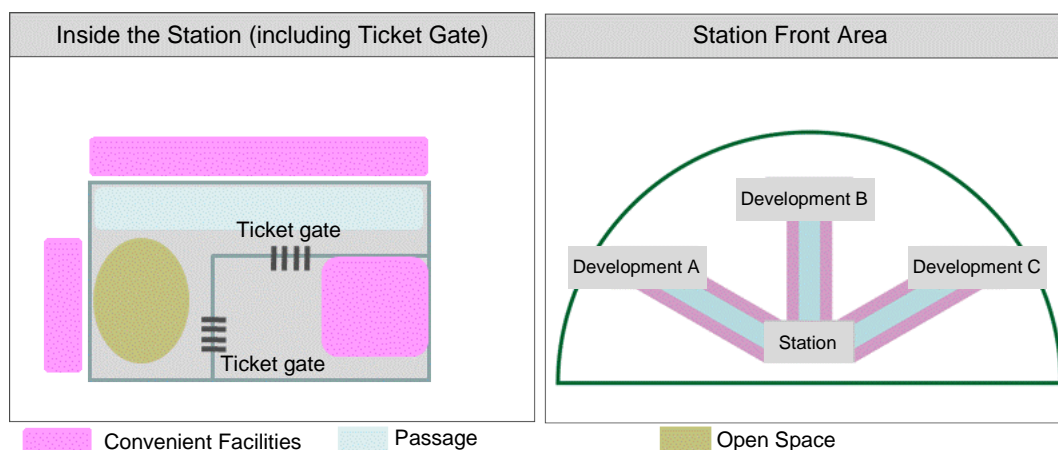 Inside the Station (including Ticket Gate)
Station Front Area
Ticket gate
Ticket gate
Development B
Development A
Development C
Station
Convenient Facilities
Passage
Open Space